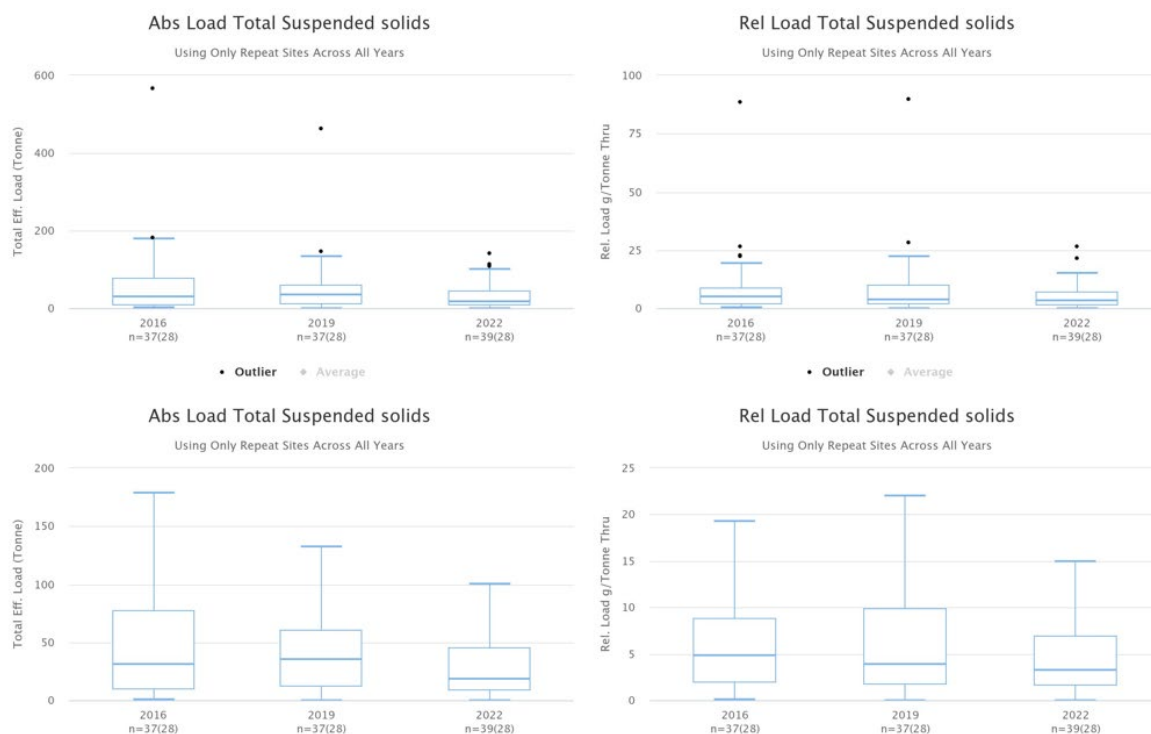 Abs Load Total Suspended solids
Using Only Repeat Sites Across All Years
Total Eff. Load (Tonne)
600
400
200
0
2016
n=37(28)
2019
n=37(28)
2022
n=39(28)
Outlier
Average
Rel Load Total Suspended solids
Using Only Repeat Sites Across All Years
Rel. Load g/Tonne Thru
100
75
50
25
0
2016
n=37(28)
2019
n=37(28)
2022
n=39(28)
Outlier
Average
Abs Load Total Suspended solids
Using Only Repeat Sites Across All Years
Total Eff. Load (Tonne)
200
150
100
50
0
2016
n=37(28)
2019
n=37(28)
2022
n=39(28)
Rel Load Total Suspended solids
Using Only Repeat Sites Across All Years
Rel. Load g/Tonne Thru
25
20
15
10
5
0
2016
n=37(28)
2019
n=37(28)
2022
n=39(28)